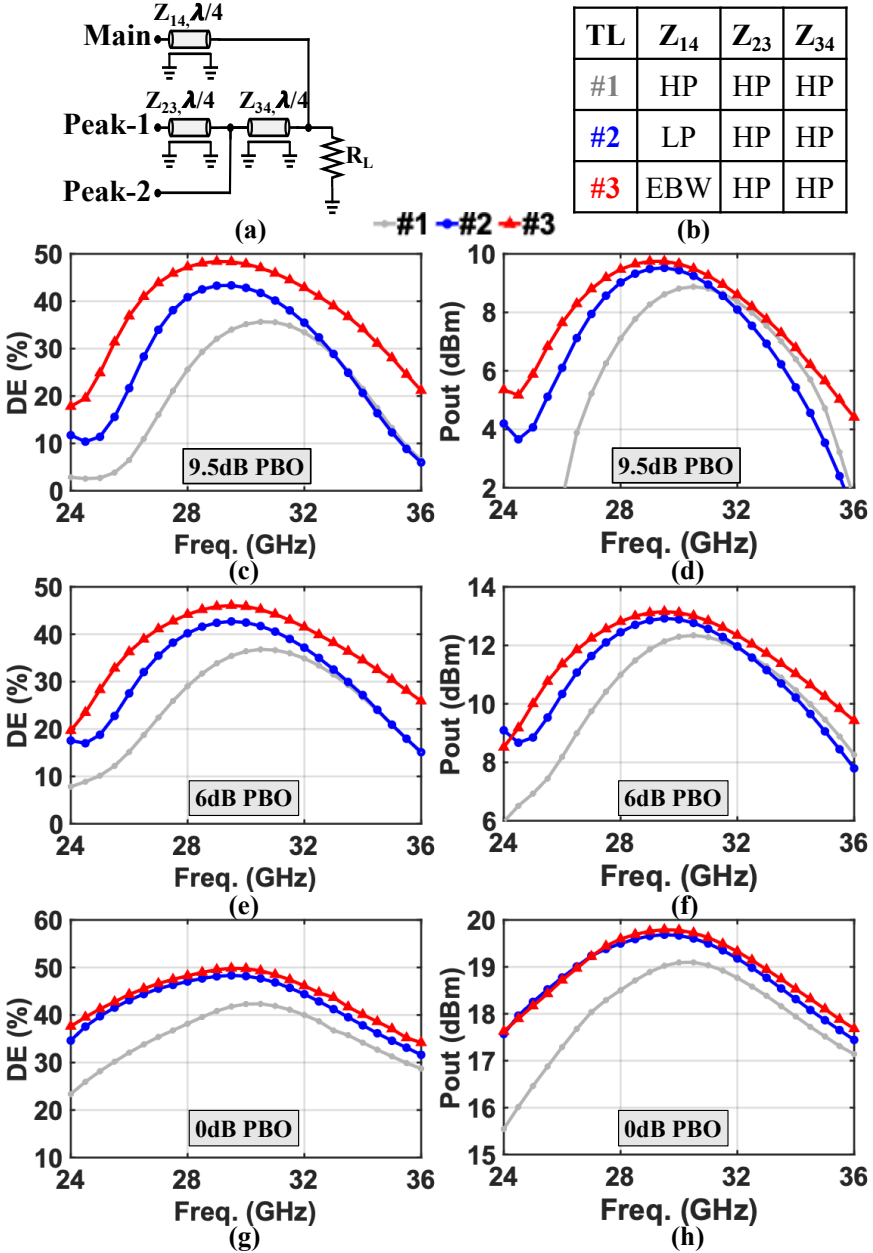 Z14, λ/4
Main
Z23, λ/4 Z34, λ/4
Peak-1
Peak-2
RL
(a)
TL Z14 Z23 Z34
#1 HP HP HP
#2 LP HP HP
#3 EBW HP HP
(b)
#1 #2 #3
50
40
30
20
10
0
DE (%)
9.5dB PBO
24 28 32 36
Freq. (GHz)
(c)
10
8
6
4
2
Pout (dBm)
9.5dB PBO
24 28 32 36
Freq. (GHz)
(d)
50
40
30
20
10
0
DE (%)
6dB PBO
24 28 32 36
Freq. (GHz)
(e)
14
12
10
8
6
Pout (dBm)
6dB PBO
24 28 32 36
Freq. (GHz)
(f)
60
50
40
30
20
10
DE (%)
0dB PBO
24 28 32 36
Freq. (GHz)
(g)
20
19
18
17
16
15
Pout (dBm)
0dB PBO
24 28 32 36
Freq. (GHz)
(h)